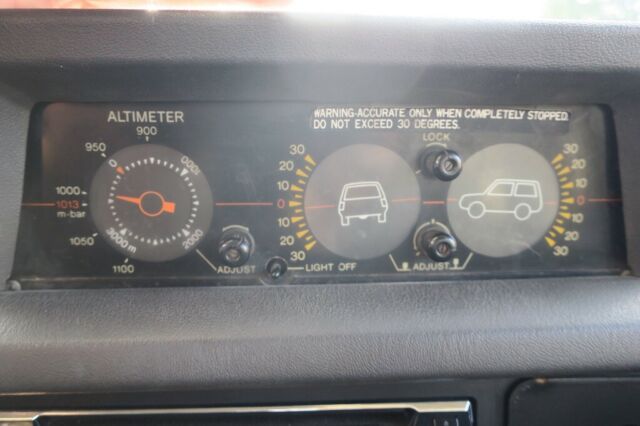 ALTIMETER
900
950
1000
1013
m-bar
1050
1100
0
1000
2000
3000m
ADJUST
LIGHT OFF
WARNING-ACCURATE ONLY WHEN COMPLETELY STOPPED.
DO NOT EXCEED 30 DEGREES.
LOCK
30
20
10
0
10
20
30
ADJUST
30
20
10
0
10
20
30